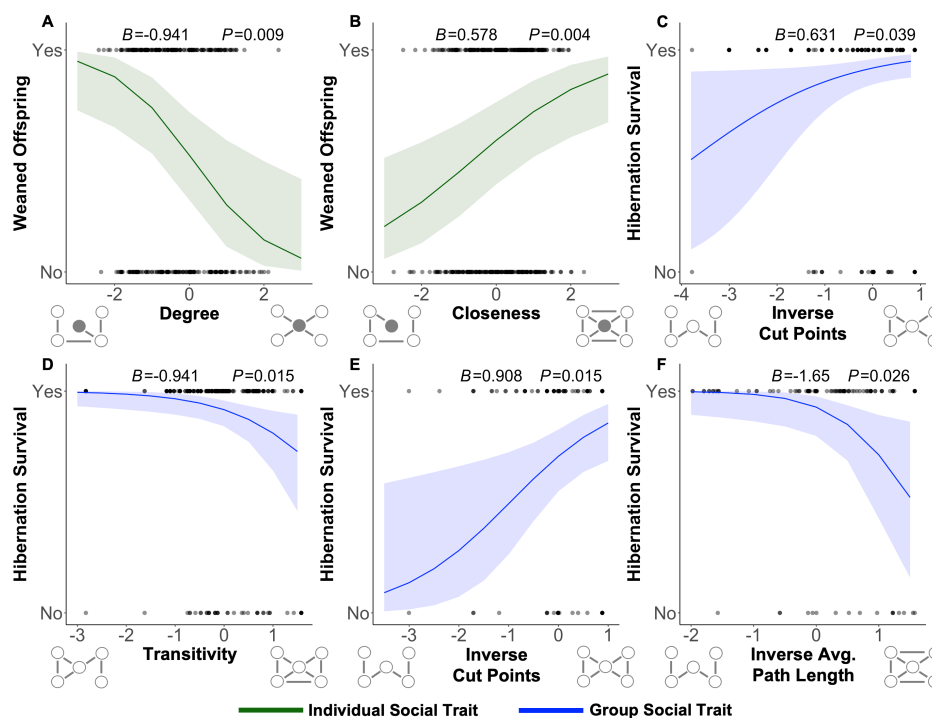 A
B=-0.941 P=0.009
Yes
No
Weaned Offspring
-2 0 2
Degree
B
B=0.578 P=0.004
Yes
No
Weaned Offspring
-2 0 2
Closeness
C
B=0.631 P=0.039
Yes
No
Hibernation Survival
-4 -3 -2 -1 0 1
Inverse
Cut Points
D
B=-0.941 P=0.015
Yes
No
Hibernation Survival
-3 -2 -1 0 1
Transitivity
E
B=0.908 P=0.015
Yes
No
Hibernation Survival
-3 -2 -1 0 1
Inverse
Cut Points
F
B=-1.65 P=0.026
Yes
No
Hibernation Survival
-2 -1 0 1
Inverse Avg.
Path Length
Individual Social Trait
Group Social Trait